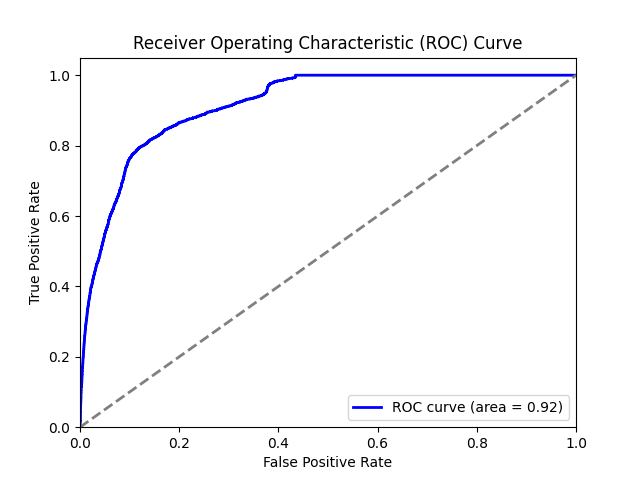 Receiver Operating Characteristic (ROC) Curve
True Positive Rate
1.0
0.8
0.6
0.4
0.2
0.0
ROC curve (area = 0.92)
0.0 0.2 0.4 0.6 0.8 1.0
False Positive Rate